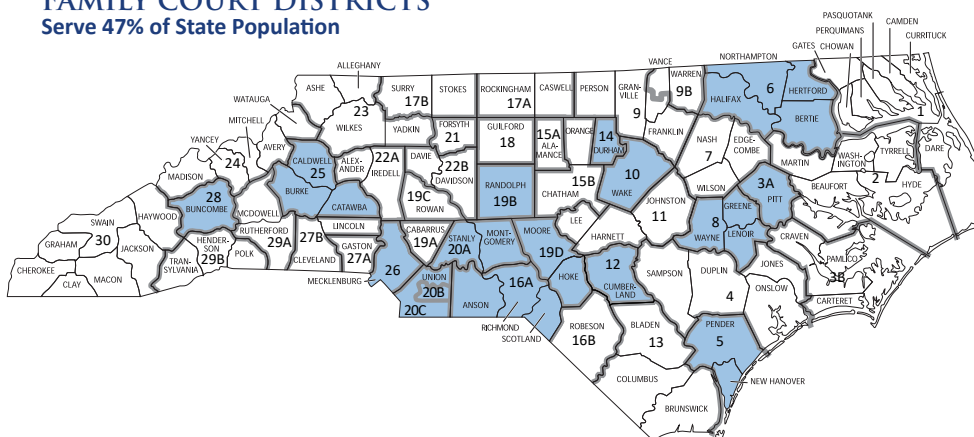 FAMILY COURT DISTRICTS
Serve 47% of State Population
PASQUOTANK
CAMDEN
PERQUIMANS
CURRITUCK
GATES
CHOWAN
NORTHAMPTON
VANCE
ALLEGHANY
ASHE
SURRY
17B
STOKES
ROCKINGHAM
17A
CASWELL
PERSON
GRAN-
VILLE
9
WARREN
9B
HALIFAX
6
HERTFORD
BERTIE
1
WATAUGA
23
WILKES
YADKIN
FORSYTH
21
GUILFORD
18
15A
ALA-
MANCE
ORANGE
14
DURHAM
FRANKLIN
NASH
7
EDGE-
COMBE
MARTIN
WASH-
INGTON
TYRRELL
DARE
MITCHELL
YANCEY
24
AVERY
MADISON
CALDWELL
25
ALEX-
ANDER
22A
IREDELL
DAVIE
22B
DAVIDSON
RANDOLPH
19B
15B
CHATHAM
10
WAKE
WILSON
3A
PITT
BEAUFORT
2
HYDE
28
BUNCOMBE
BURKE
CATAWBA
19C
ROWAN
JOHNSTON
11
GREENE
8
WAYNE
LENOIR
CRAVEN
SWAIN
30
HAYWOOD
MCDOWELL
RUTHERFORD
29A
27B
LINCOLN
CABARRUS
19A
STANLY
20A
MONT-
GOMERY
MOORE
19D
LEE
HARNETT
PAMLICO
3B
GRAHAM
JACKSON
HENDER-
SON
29B
POLK
CLEVELAND
GASTON
27A
TRAN-
SYLVANIA
CHEROKEE
CLAY
MACON
MECKLENBURG
26
UNION
20B
20C
ANSON
16A
HOKE
12
CUMBER-
LAND
SAMPSON
DUPLIN
JONES
ONSLOW
CARTERET
4
RICHMOND
SCOTLAND
ROBESON
16B
BLADEN
13
PENDER
5
NEW HANOVER
COLUMBUS
BRUNSWICK